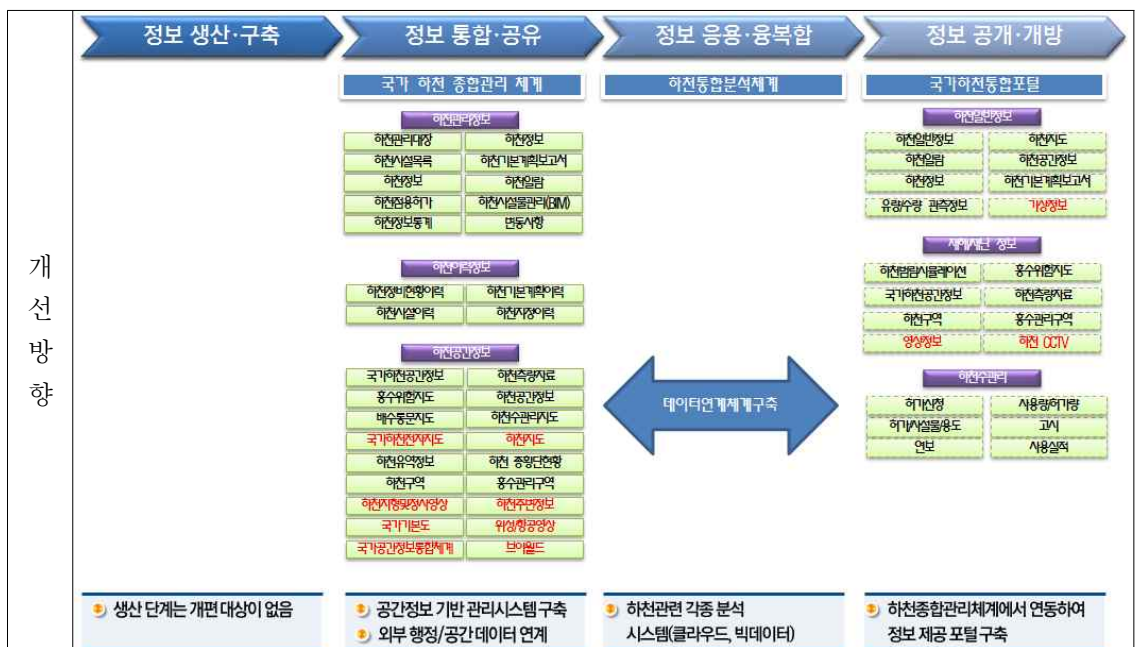 정보 생산·구축
정보 통합·공유
정보 응용·융복합
정보 공개·개방
국가 하천 종합관리 체계
하천통합분석체계
국가하천통합포털
개선방향
하천관리정보
하천관리대장
하천정보
하천시설목록
하천기본계획보고서
하천정보
하천일람
하천점용허가
하천시설물관리(BIM)
하천정보통계
변동사항
하천이력정보
하천정비현황이력
하천기본계획이력
하천시설이력
하천지정이력
하천공간정보
국가하천공간정보
하천측량자료
홍수위험지도
하천공간정보
배수통문지도
하천수관리지도
국가하천전자지도
하천지도
하천유역정보
하천 종횡단현황
하천구역
홍수관리구역
하천지형및정사영상
하천주변정보
국가기본도
위성/항공영상
국가공간정보통합체계
브이월드
데이터연계체계구축
하천일반정보
하천일반정보
하천지도
하천일람
하천공간정보
하천정보
하천기본계획보고서
유량/수량 관측정보
기상정보
재해/재난 정보
하천범람시뮬레이션
홍수위험지도
국가하천공간정보
하천측량자료
하천구역
홍수관리구역
영상정보
하천 CCTV
하천수관리
허가신청
사용량/허가량
허가/시설물/용도
고시
연보
사용실적
생산 단계는 개편 대상이 없음
공간정보 기반 관리시스템 구축
외부 행정/공간 데이터 연계
하천관련 각종 분석
시스템(클라우드, 빅데이터)
하천종합관리체계에서 연동하여
정보 제공 포털 구축